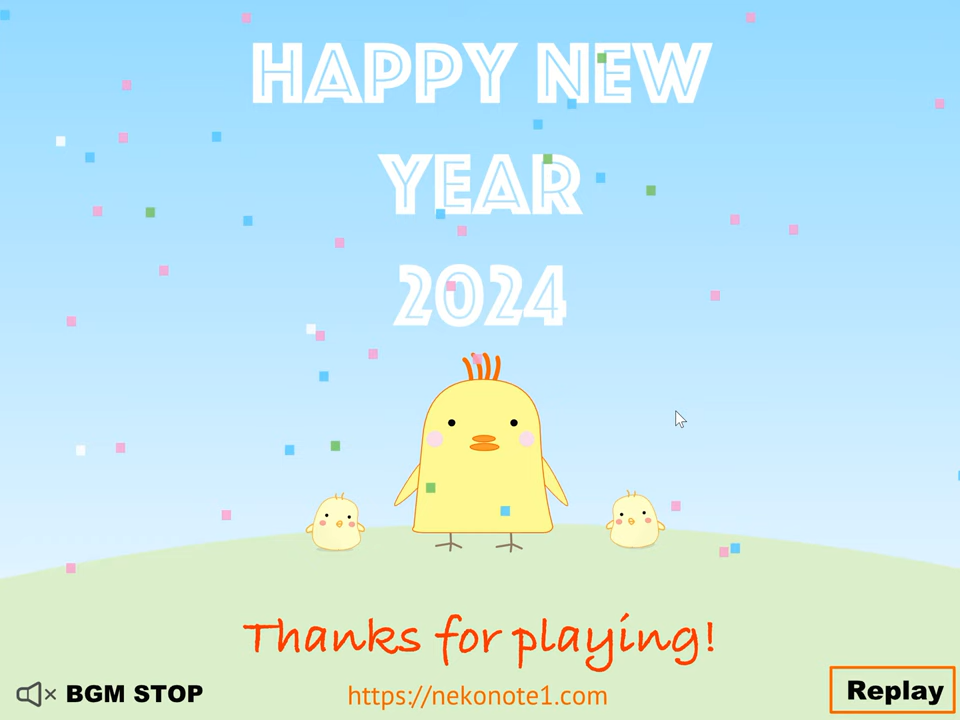 HAPPY NEW
YEAR
2024
Thanks for playing!
BGM STOP
https://nekonote1.com
Replay